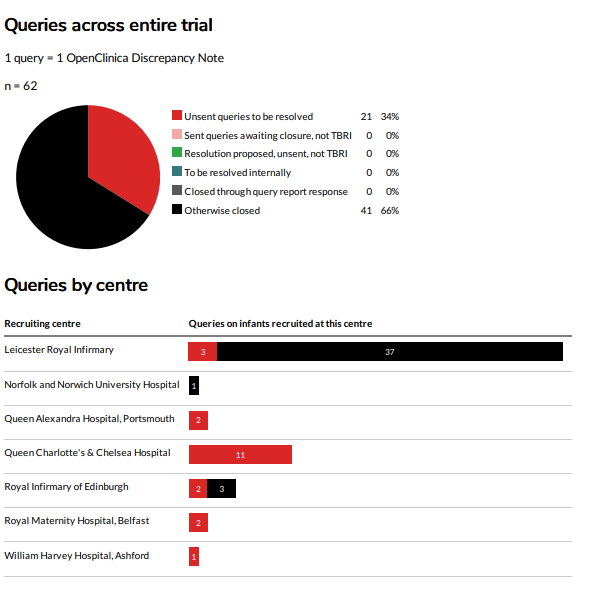 Queries across entire trial
1 query = 1 OpenClinica Discrepancy Note
n = 62
Unsent queries to be resolved 21 34%
Sent queries awaiting closure, not TBRI 0 0%
Resolution proposed, unsent, not TBRI 0 0%
To be resolved internally 0 0%
Closed through query report response 0 0%
Otherwise closed 41 66%
Queries by centre
Recruiting centre Queries on infants recruited at this centre
Leicester Royal Infirmary 3 37
Norfolk and Norwich University Hospital 1
Queen Alexandra Hospital, Portsmouth 2
Queen Charlotte's & Chelsea Hospital 11
Royal Infirmary of Edinburgh 2 3
Royal Maternity Hospital, Belfast 2
William Harvey Hospital, Ashford 1